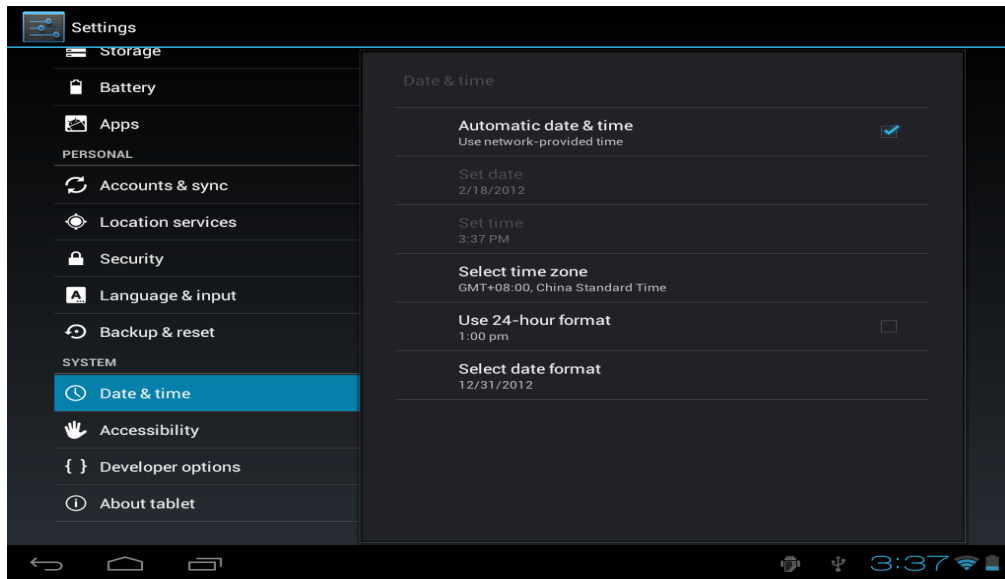 Settings
Storage
Battery
Apps
PERSONAL
Accounts & sync
Location services
Security
Language & input
Backup & reset
SYSTEM
Date & time
Accessibility
{ } Developer options
About tablet
Date & time
Automatic date & time
Use network-provided time
Set date
2/18/2012
Set time
3:37 PM
Select time zone
GMT+08:00, China Standard Time
Use 24-hour format
1:00 pm
Select date format
12/31/2012
3:37